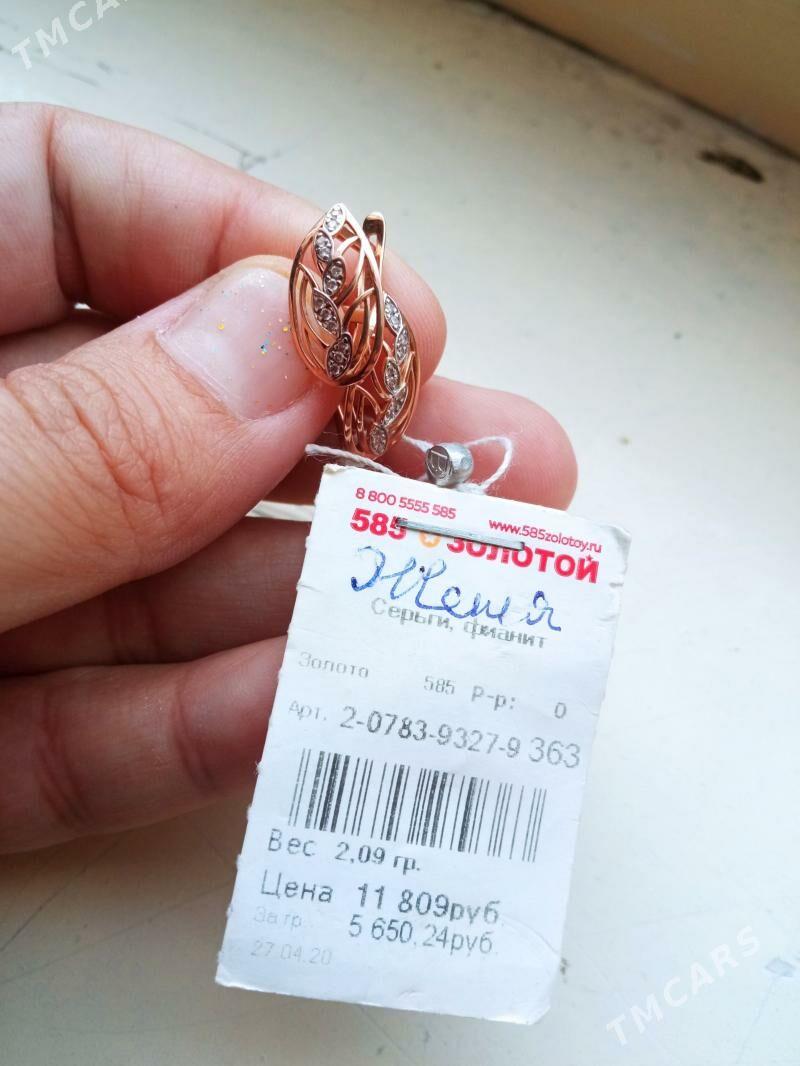 TMCARS
8 800 5555 585
www.585zolotoy.ru
585 ЗОЛОТОЙ
Женя
Серьги, фианит
Золото 585 Р-р: 0
Арт. 2-0783-9327-9 363
Вес 2,09 гр.
Цена 11 809руб.
За гр. 5 650,24руб.
27.04.20
TMCARS